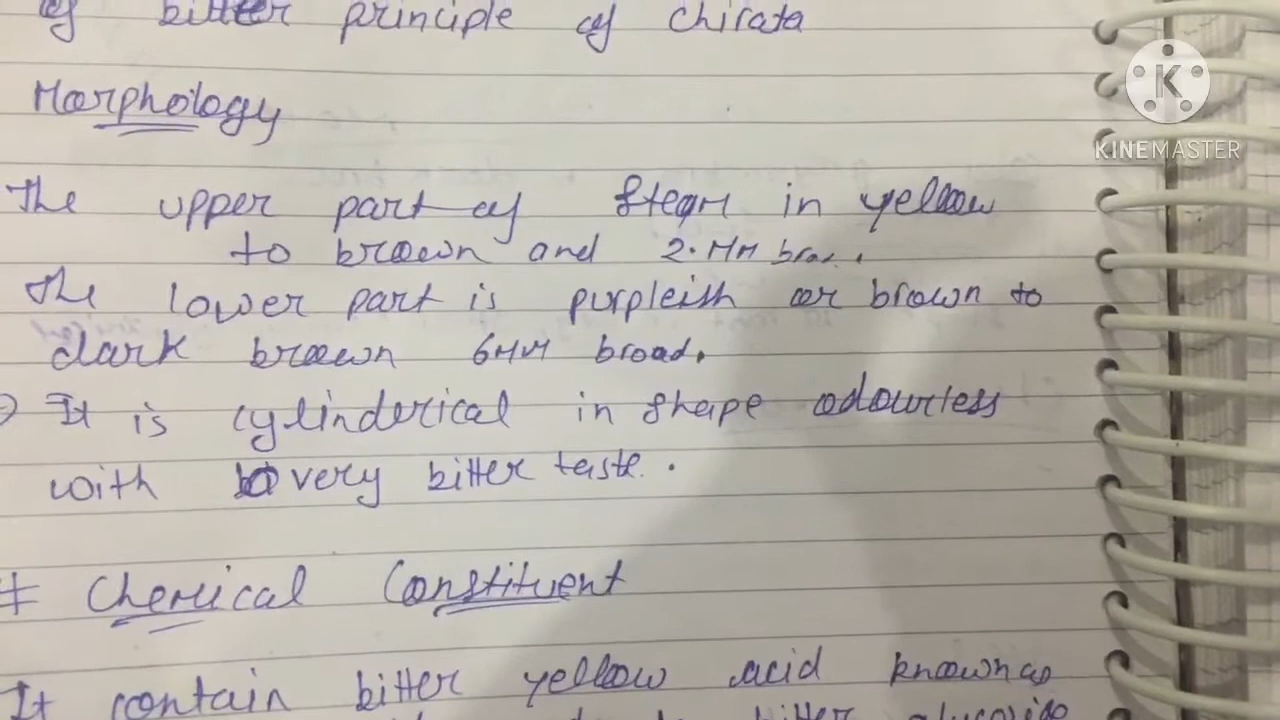 of bitter principle of chirata
K
KINEMASTER
Morphology
The upper part of stem in yellow
to brown and 2.MM
The lower part is purpleish or brown to
dark brown 6MM broad.
It is cylinderical in shape odourless
with very bitter taste.
# Chemical Constituent
It contain bitter yellow acid known as
bitter glucoside